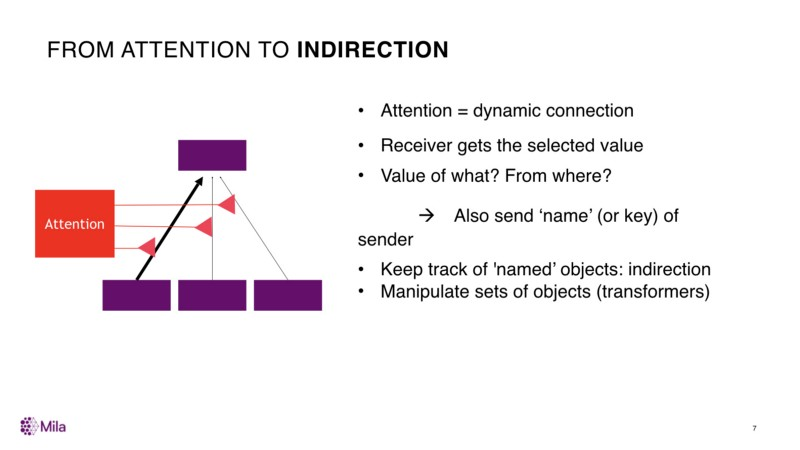 FROM ATTENTION TO INDIRECTION
• Attention = dynamic connection
• Receiver gets the selected value
• Value of what? From where?
→ Also send ‘name’ (or key) of
sender
• Keep track of 'named’ objects: indirection
• Manipulate sets of objects (transformers)
Attention
Mila
7